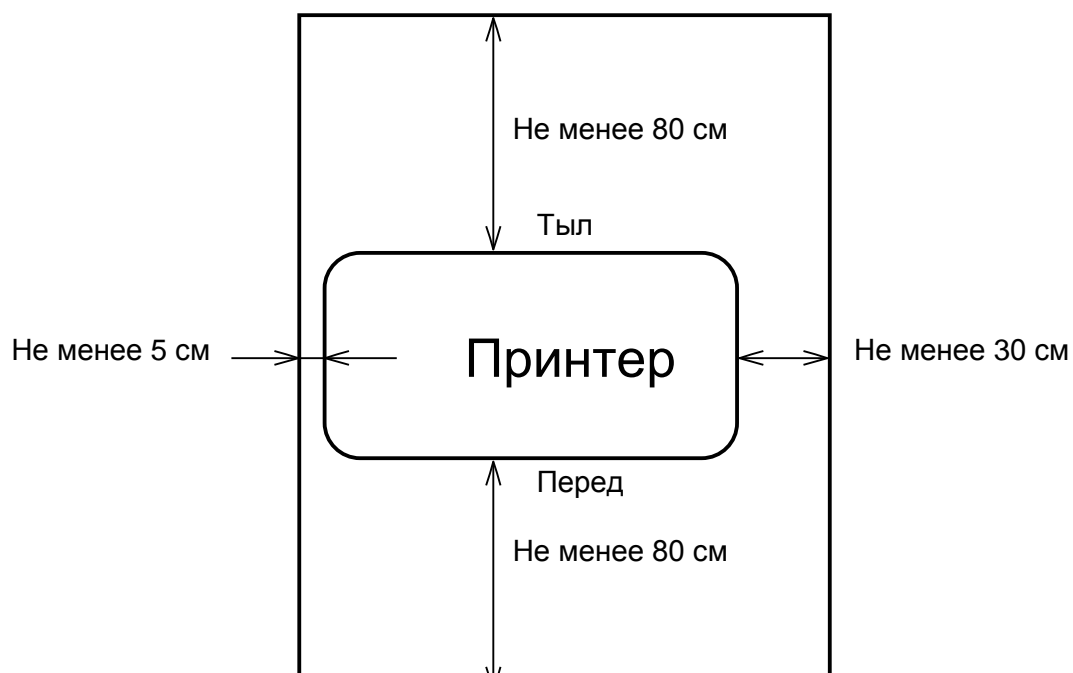 Не менее 80 см
Тыл
Не менее 5 см
Принтер
Не менее 30 см
Перед
Не менее 80 см